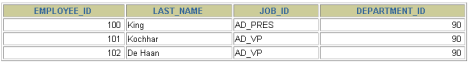 EMPLOYEE_ID LAST_NAME JOB_ID DEPARTMENT_ID
100 King AD_PRES 90
101 Kochhar AD_VP 90
102 De Haan AD_VP 90